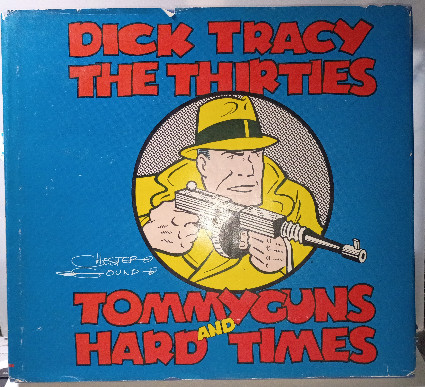 DICK TRACY
THE THIRTIES
CHESTER
GOULD
TOMMYGUNS
AND
HARD TIMES